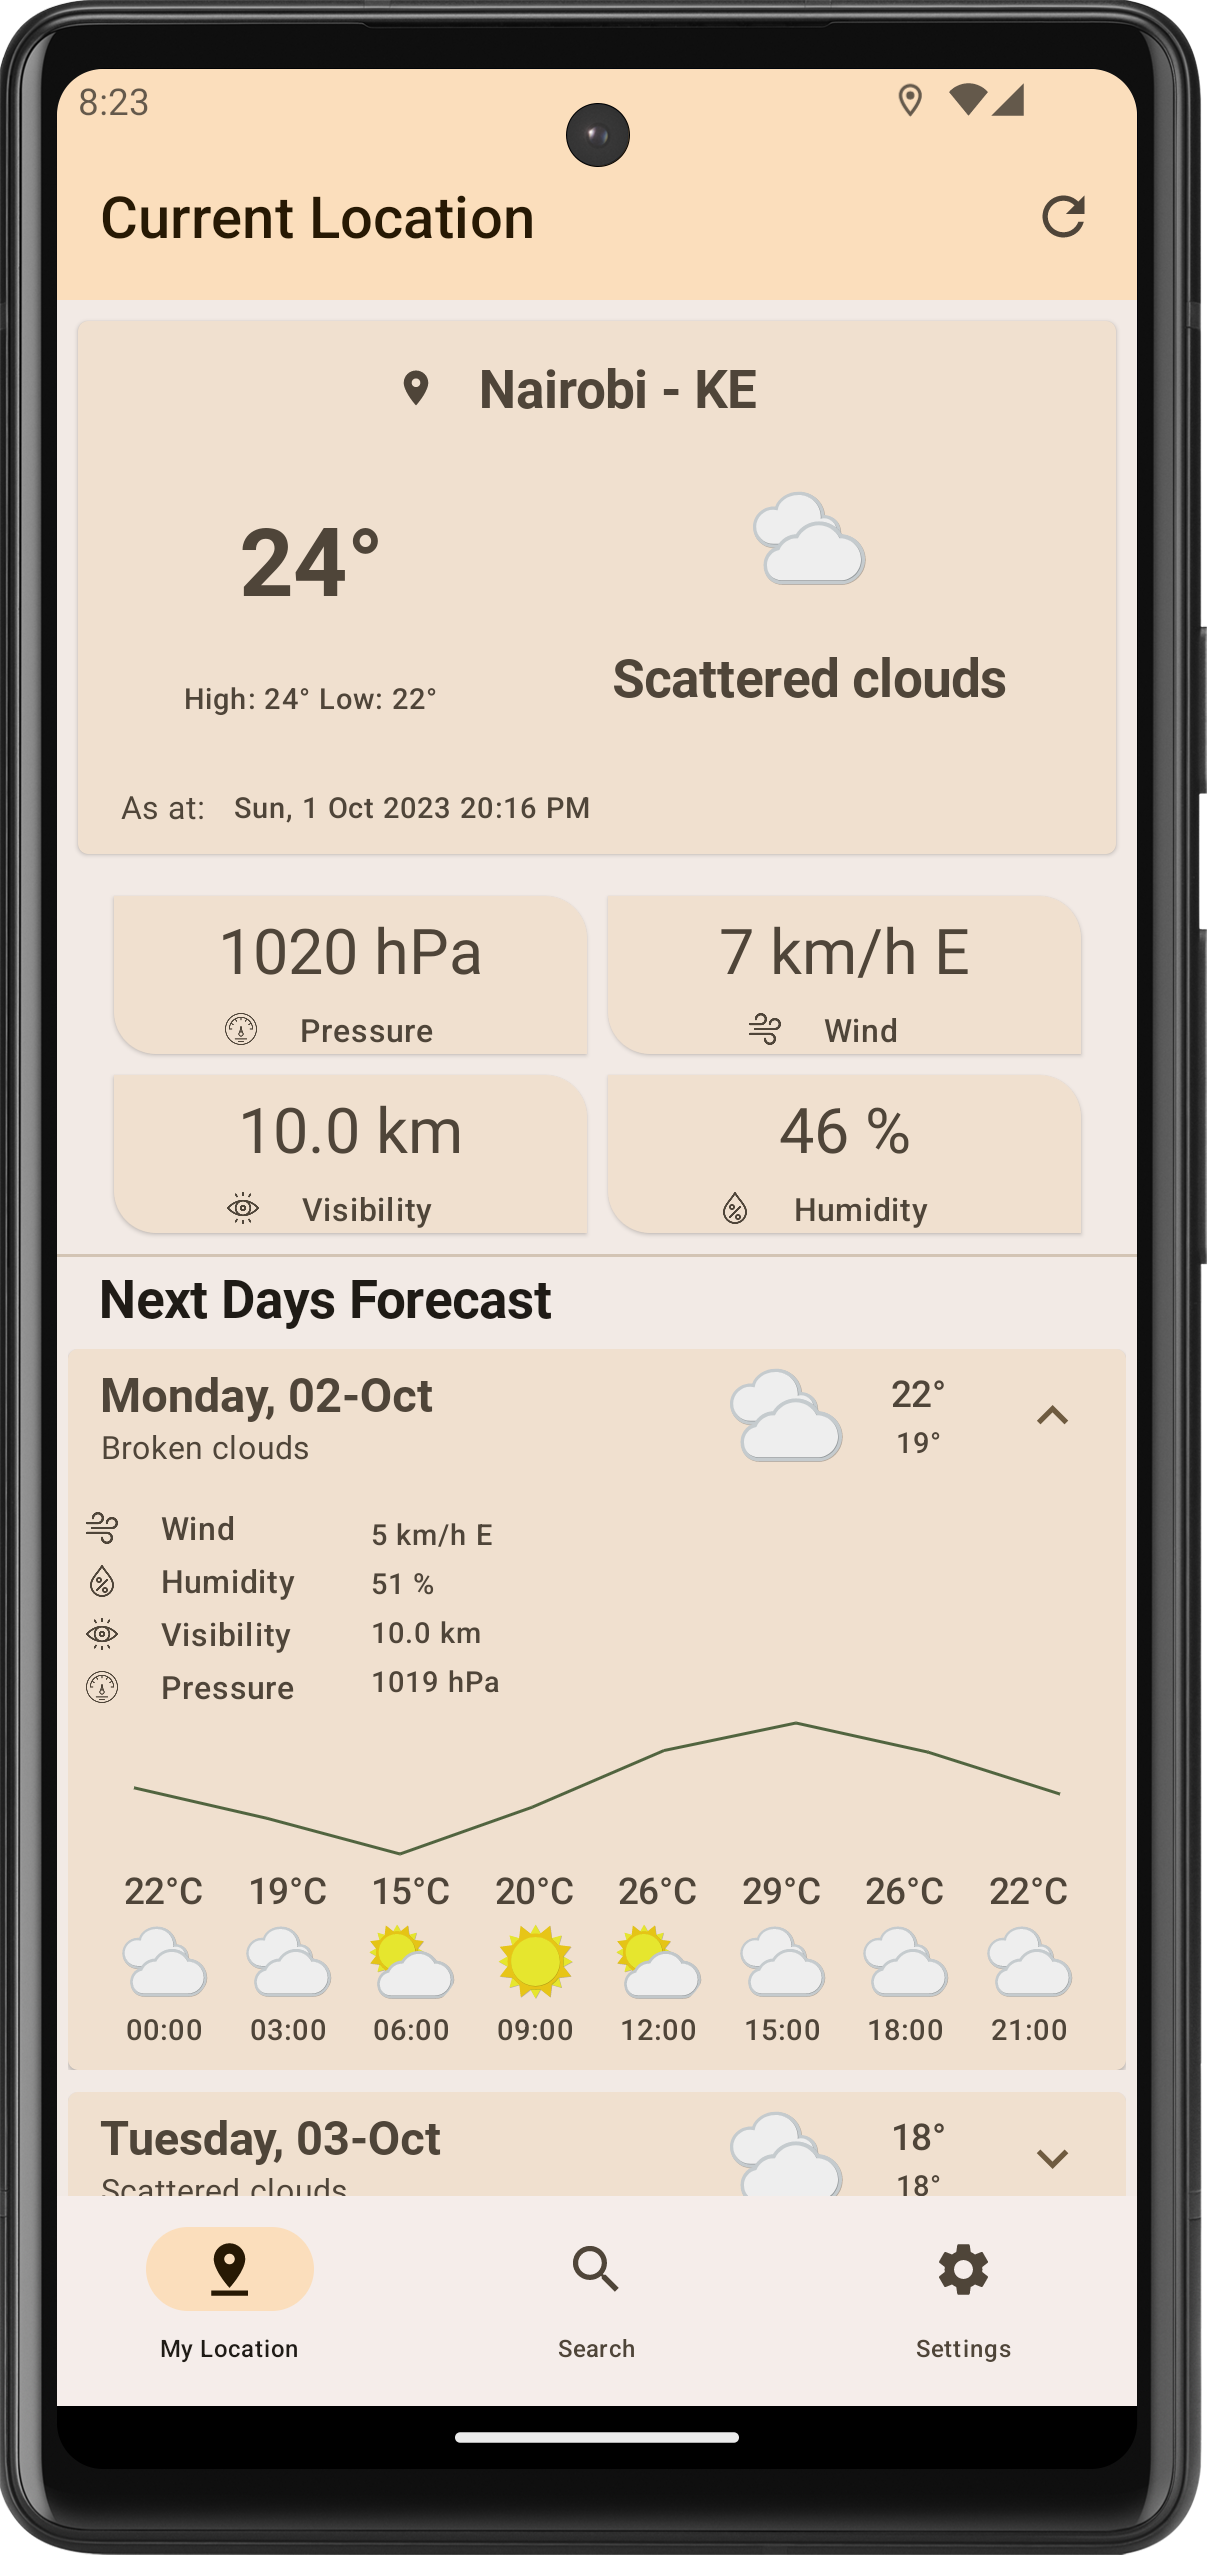 8:23
Current Location
Nairobi - KE
24°
Scattered clouds
High: 24° Low: 22°
As at: Sun, 1 Oct 2023 20:16 PM
1020 hPa
Pressure
7 km/h E
Wind
10.0 km
Visibility
46 %
Humidity
Next Days Forecast
Monday, 02-Oct
Broken clouds
22°
19°
Wind 5 km/h E
Humidity 51 %
Visibility 10.0 km
Pressure 1019 hPa
22°C 19°C 15°C 20°C 26°C 29°C 26°C 22°C
00:00 03:00 06:00 09:00 12:00 15:00 18:00 21:00
Tuesday, 03-Oct
Scattered clouds
18°
18°
My Location
Search
Settings